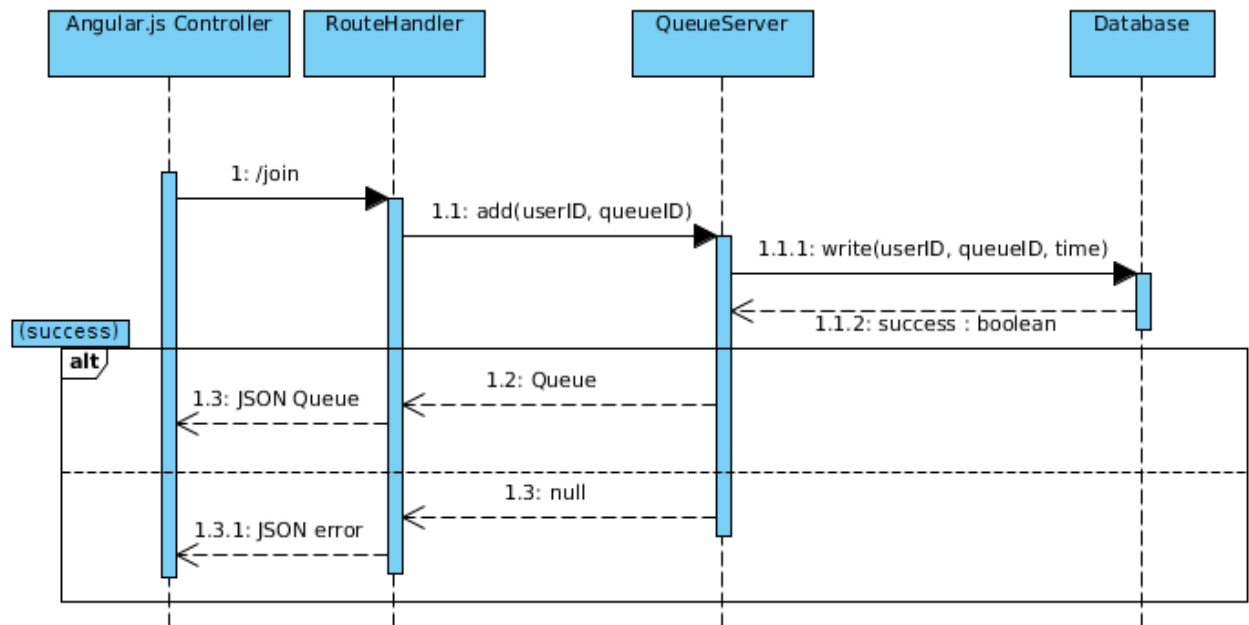 Angular.js Controller
RouteHandler
QueueServer
Database
1: /join
1.1: add(userID, queueID)
1.1.1: write(userID, queueID, time)
1.1.2: success : boolean
(success)
alt
1.2: Queue
1.3: JSON Queue
1.3: null
1.3.1: JSON error